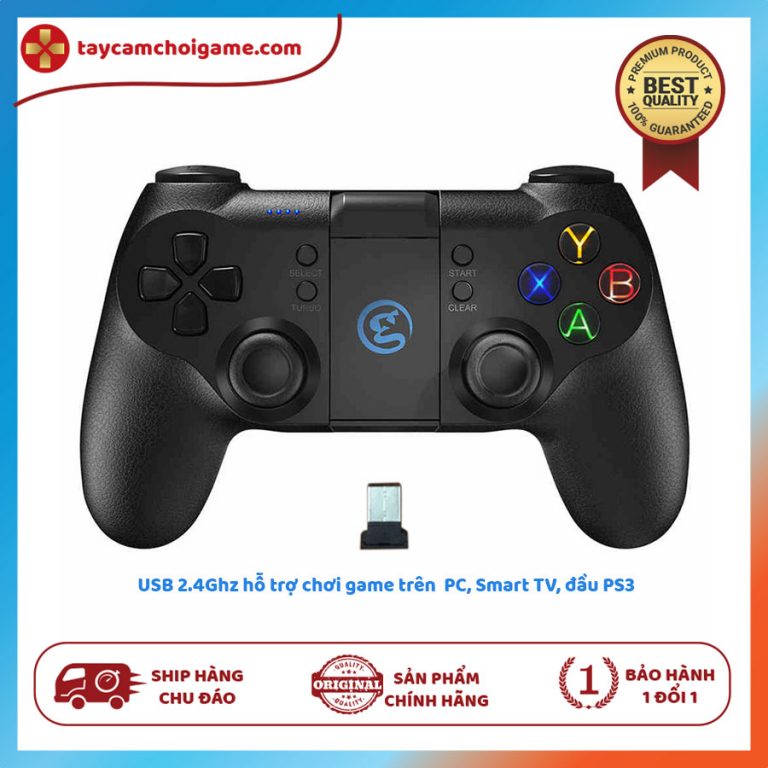 taycamchoigame.com
PREMIUM PRODUCT
BEST
QUALITY
100% GUARANTEED
SELECT
TURBO
START
CLEAR
Y
X
B
A
USB 2.4Ghz hỗ trợ chơi game trên PC, Smart TV, đầu PS3
SHIP HÀNG
CHU ĐÁO
QUALITY
ORIGINAL
QUALITY
SẢN PHẨM
CHÍNH HÃNG
1
BẢO HÀNH
1 ĐỔI 1